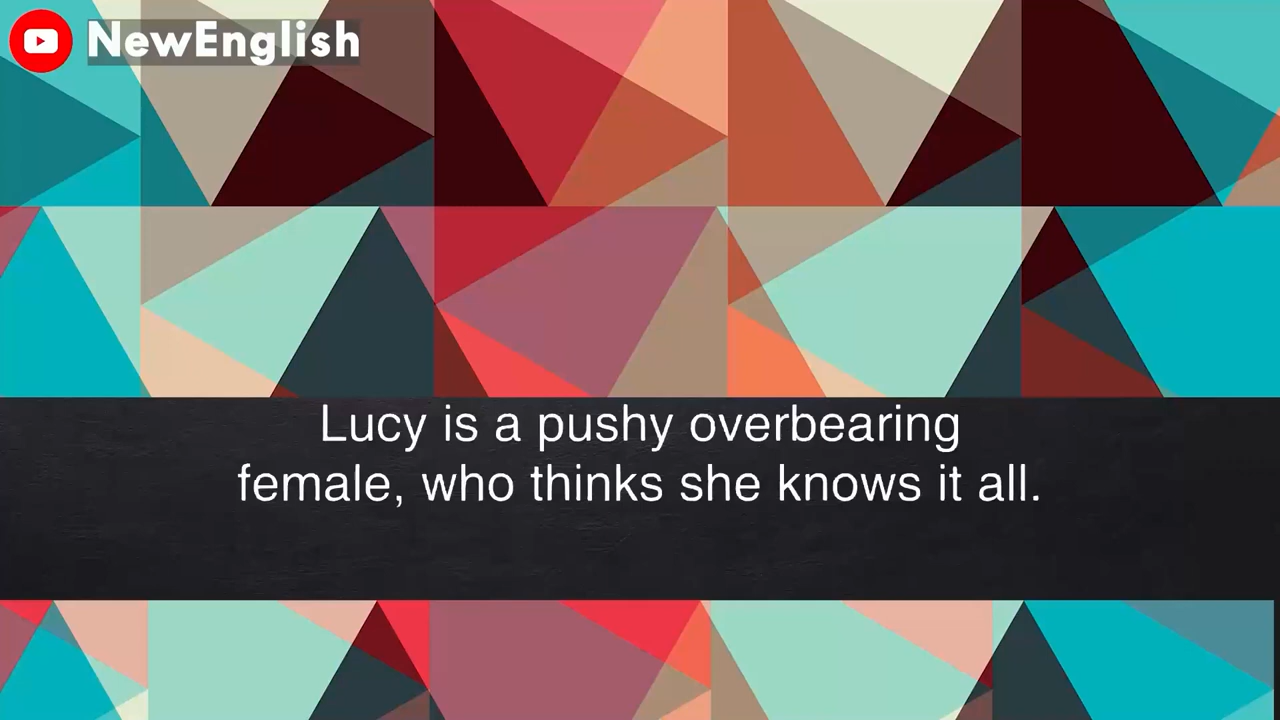 NewEnglish
Lucy is a pushy overbearing
female, who thinks she knows it all.